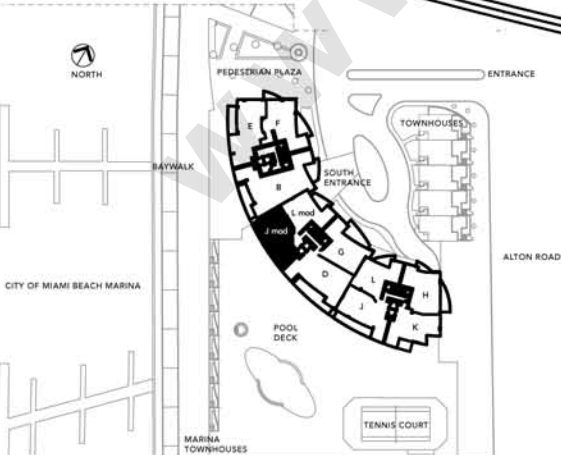 NORTH
PEDESTRIAN PLAZA
ENTRANCE
TOWNHOUSES
E
F
BAYWALK
SOUTH
ENTRANCE
B
L mod
J mod
G
ALTON ROAD
CITY OF MIAMI BEACH MARINA
D
L
H
J
K
POOL
DECK
TENNIS COURT
MARINA
TOWNHOUSES